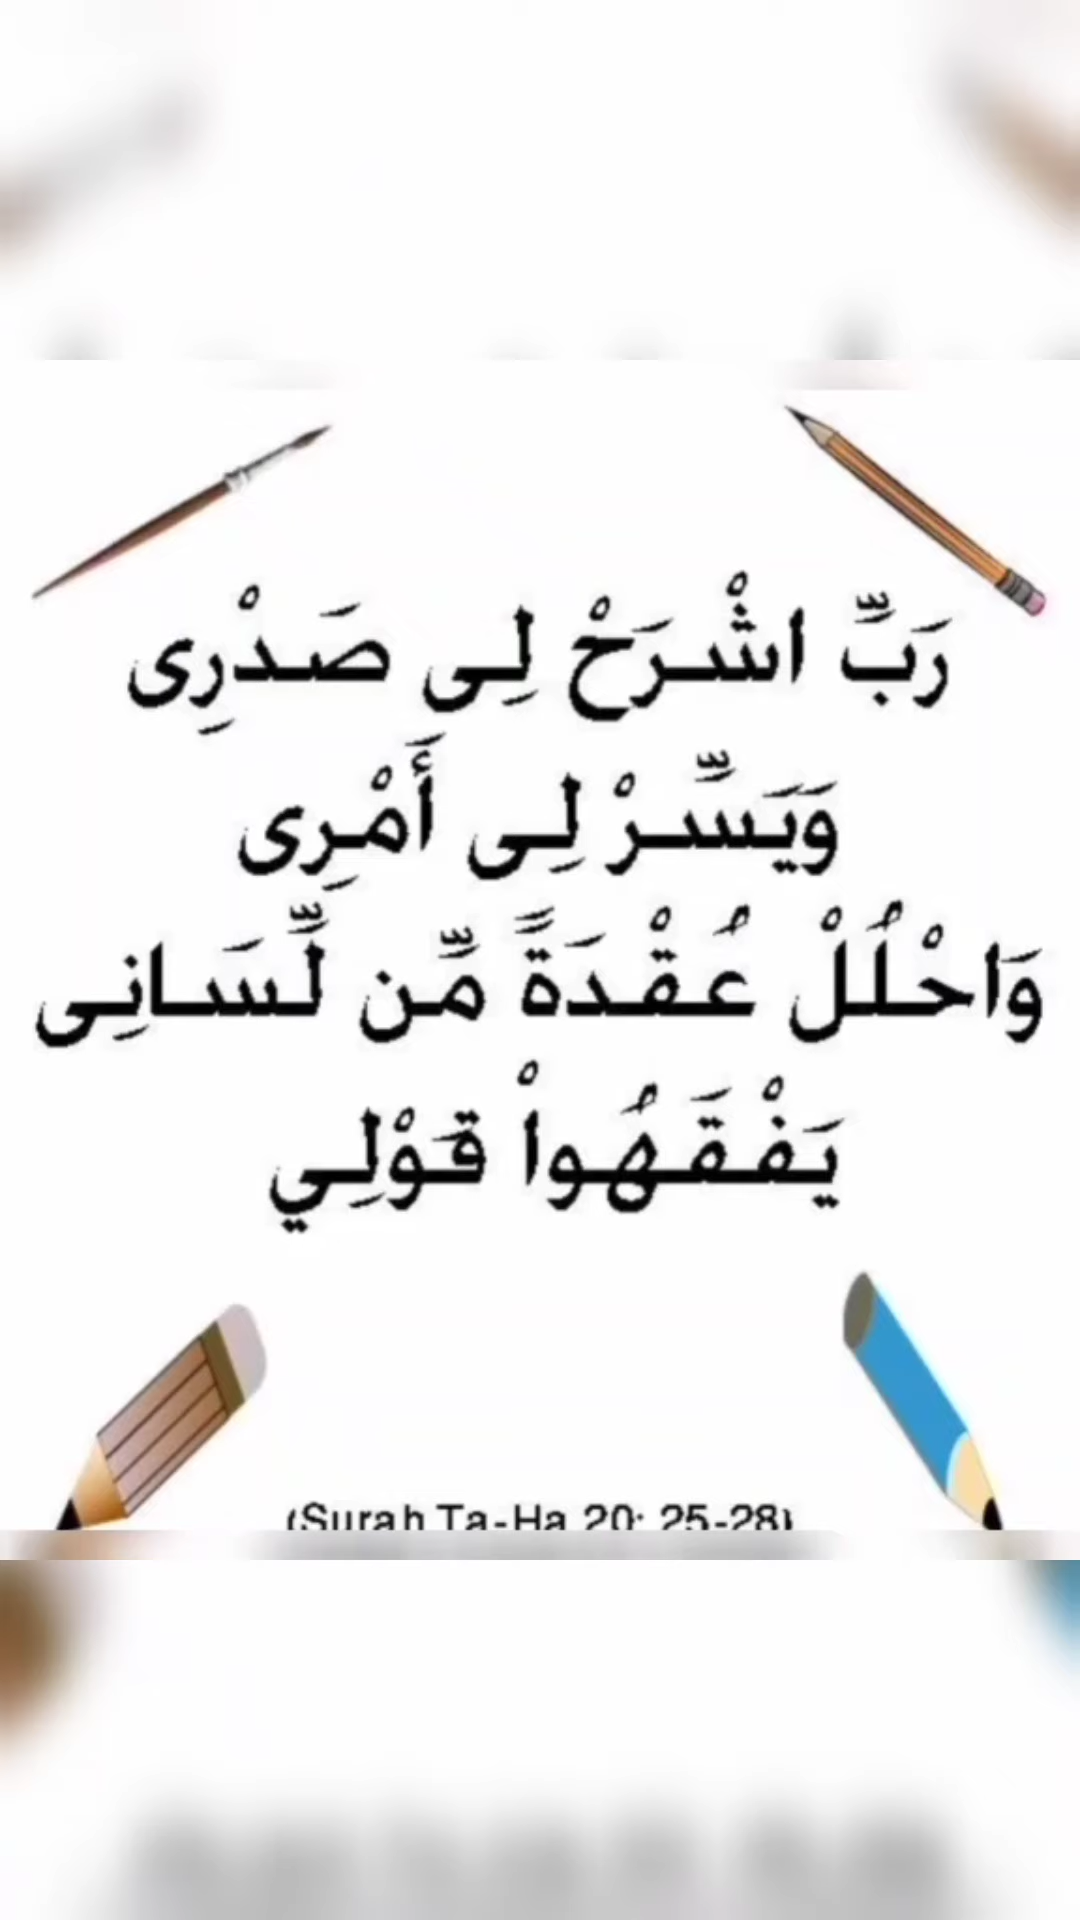 رَبِّ اشْرَحْ لِى صَدْرِى
وَيَسِّرْ لِى أَمْرِى
وَاحْلُلْ عُقْدَةً مِّن لِّسَانِى
يَفْقَهُواْ قَوْلِي
(Surah Ta-Ha 20: 25-28)